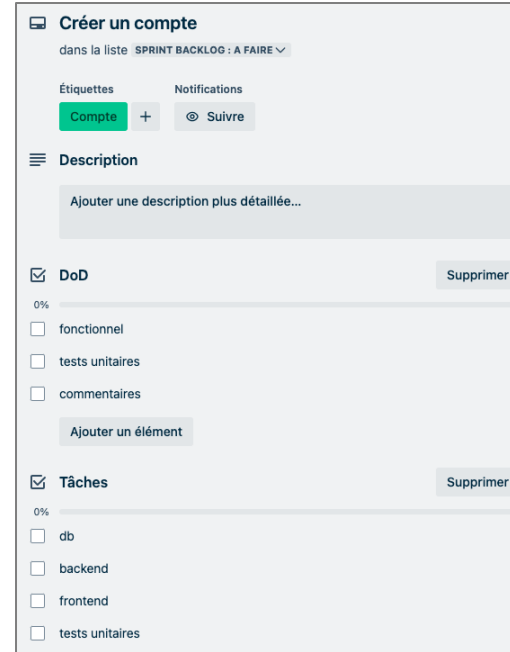 Créer un compte
dans la liste SPRINT BACKLOG : A FAIRE
Étiquettes Notifications
Compte + Suivre
Description
Ajouter une description plus détaillée...
DoD Supprimer
0%
fonctionnel
tests unitaires
commentaires
Ajouter un élément
Tâches Supprimer
0%
db
backend
frontend
tests unitaires